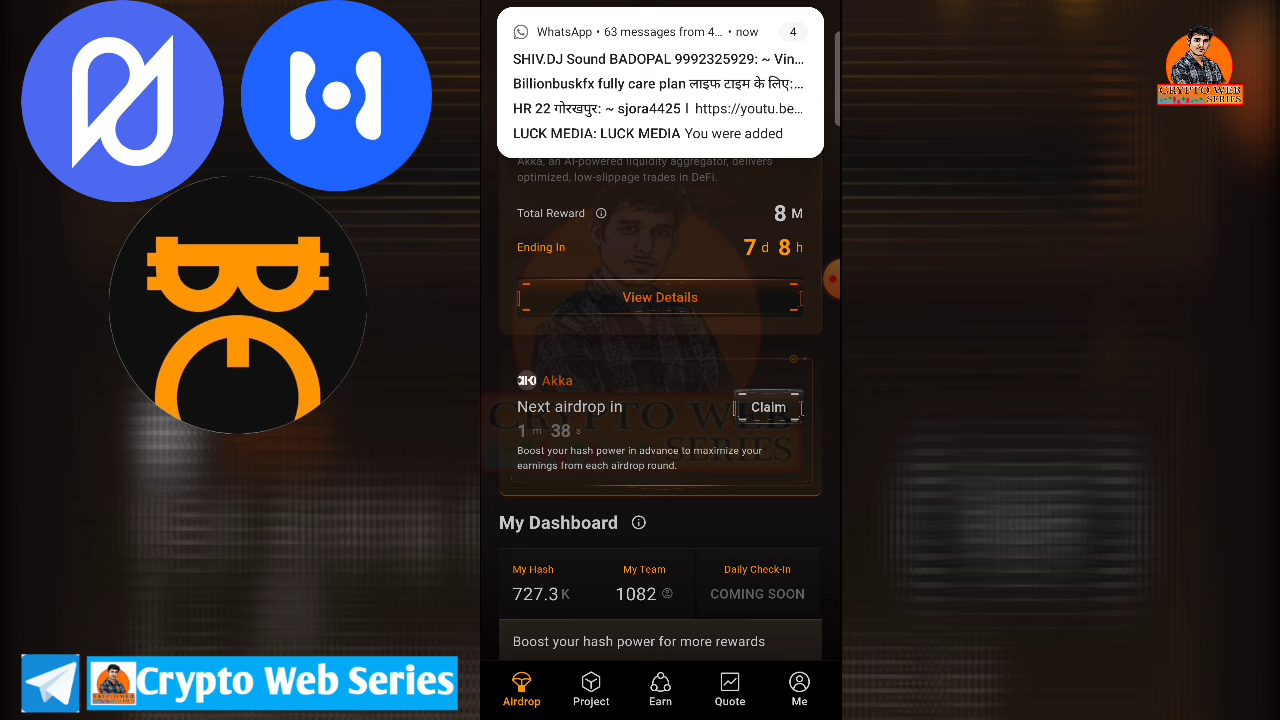 WhatsApp • 63 messages from 4... • now
4
SHIV.DJ Sound BADOPAL 9992325929: ~ Vin...
Billionbuskfx fully care plan लाइफ टाइम के लिए:...
HR 22 गोरखपुर: ~ sjora4425 l https://youtu.be...
LUCK MEDIA: LUCK MEDIA You were added
Akka, an AI-powered liquidity aggregator, delivers
optimized, low-slippage trades in DeFi.
Total Reward
8 M
Ending In
7 d 8 h
View Details
Akka
Next airdrop in
Claim
1 m 38 s
Boost your hash power in advance to maximize your
earnings from each airdrop round.
CRYPTO WEB
SERIES
My Dashboard
My Hash
My Team
Daily Check-In
727.3 K
1082
COMING SOON
Boost your hash power for more rewards
Airdrop
Project
Earn
Quote
Me
CRYPTO WEB
SERIES
Crypto Web Series